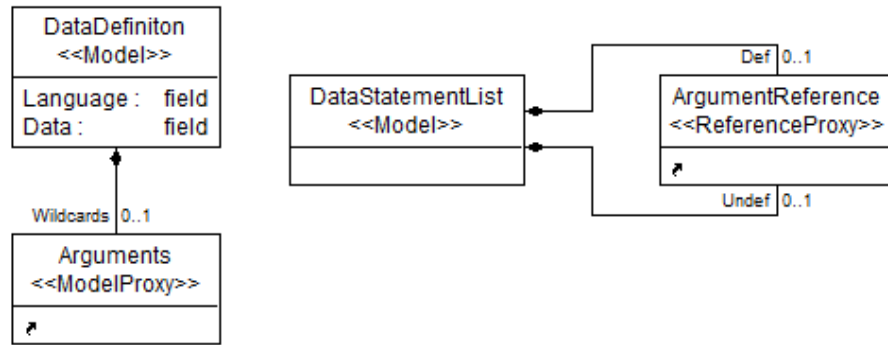 DataDefiniton
<<Model>>
Language : field
Data : field
Wildcards 0..1
Arguments
<<ModelProxy>>
DataStatementList
<<Model>>
Def 0..1
ArgumentReference
<<ReferenceProxy>>
Undef 0..1